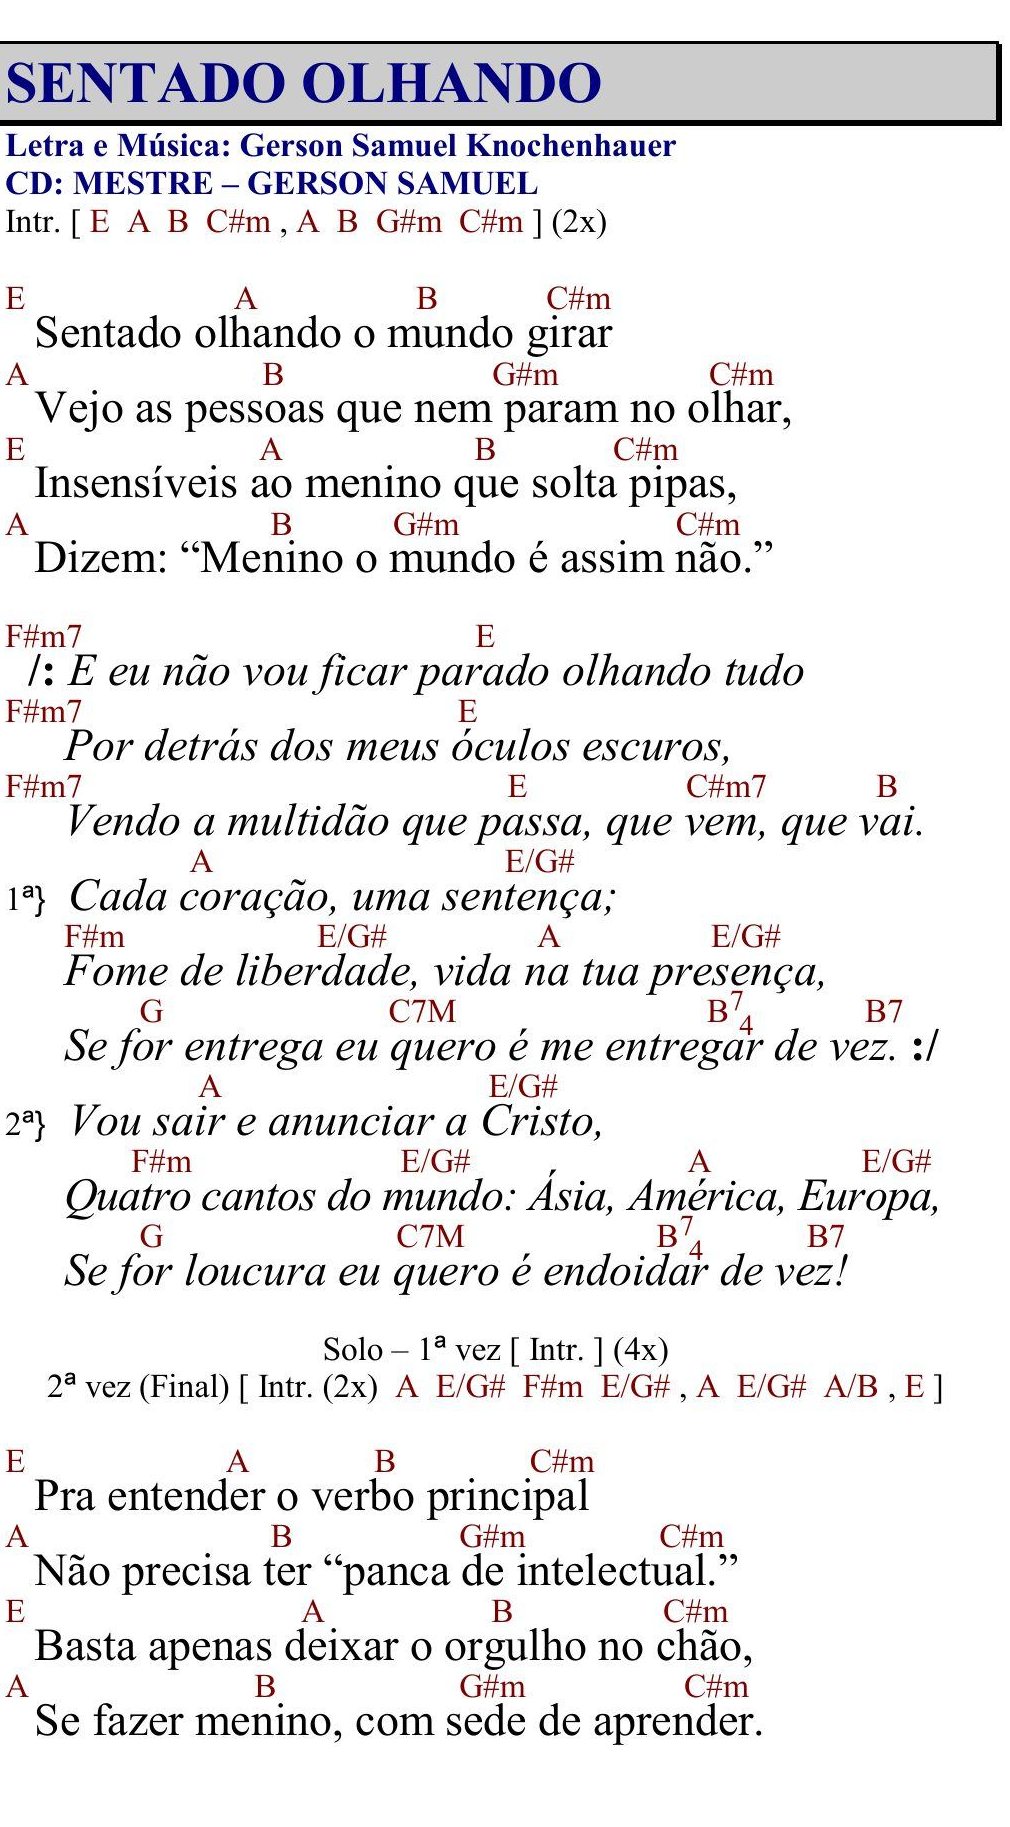 SENTADO OLHANDO
Letra e Música: Gerson Samuel Knochenhauer
CD: MESTRE – GERSON SAMUEL
Intr. [ E A B C#m , A B G#m C#m ] (2x)
E A B C#m
Sentado olhando o mundo girar
A B G#m C#m
Vejo as pessoas que nem param no olhar,
E A B C#m
Insensíveis ao menino que solta pipas,
A B G#m C#m
Dizem: “Menino o mundo é assim não.”
F#m7 E
/: E eu não vou ficar parado olhando tudo
F#m7 E
Por detrás dos meus óculos escuros,
F#m7 E C#m7 B
Vendo a multidão que passa, que vem, que vai.
A E/G#
1ª} Cada coração, uma sentença;
F#m E/G# A E/G#
Fome de liberdade, vida na tua presença,
G C7M B7 4 B7
Se for entrega eu quero é me entregar de vez. :/
A E/G#
2ª} Vou sair e anunciar a Cristo,
F#m E/G# A E/G#
Quatro cantos do mundo: Ásia, América, Europa,
G C7M B7 4 B7
Se for loucura eu quero é endoidar de vez!
Solo – 1ª vez [ Intr. ] (4x)
2ª vez (Final) [ Intr. (2x) A E/G# F#m E/G# , A E/G# A/B , E ]
E A B C#m
Pra entender o verbo principal
A B G#m C#m
Não precisa ter “panca de intelectual.”
E A B C#m
Basta apenas deixar o orgulho no chão,
A B G#m C#m
Se fazer menino, com sede de aprender.